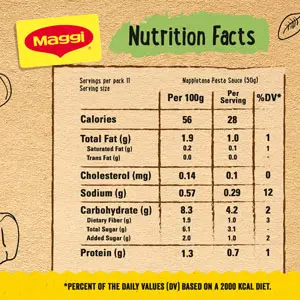 Maggi
Nutrition Facts
Servings per pack 11
Serving size
Nappletana Pasta Sauce (50g)
Per 100g Per Serving %DV*
Calories 56 28
Total Fat (g) 1.9 1.0 1
Saturated Fat (g) 0.2 0.1 1
Trans Fat (g) 0.0 0.0 -
Cholesterol (mg) 0.14 0.1 0
Sodium (g) 0.57 0.29 12
Carbohydrate (g) 8.3 4.2 2
Dietary Fiber (g) 1.9 1.0 3
Total Sugar (g) 6.1 3.1 -
Added Sugar (g) 2.0 1.0 2
Protein (g) 1.3 0.7 1
*PERCENT OF THE DAILY VALUES (DV) BASED ON A 2000 KCAL DIET.